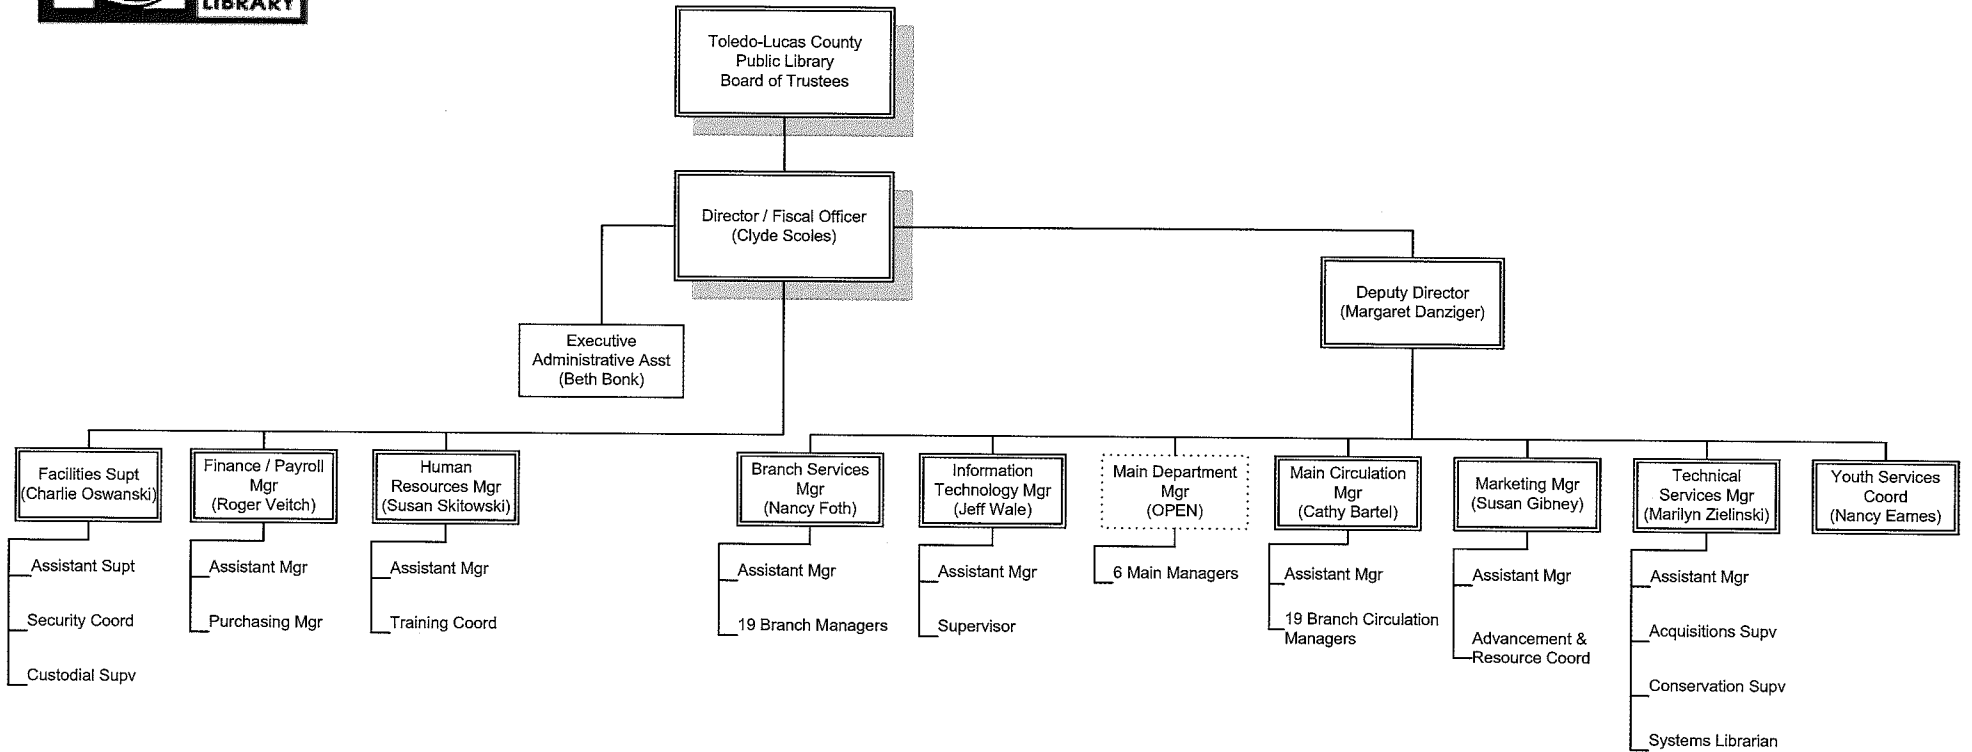 LIBRARY
Toledo-Lucas County
Public Library
Board of Trustees
Director / Fiscal Officer
(Clyde Scoles)
Deputy Director
(Margaret Danziger)
Executive
Administrative Asst
(Beth Bonk)
Facilities Supt
(Charlie Oswanski)
Assistant Supt
Security Coord
Custodial Supv
Finance / Payroll
Mgr
(Roger Veitch)
Assistant Mgr
Purchasing Mgr
Human
Resources Mgr
(Susan Skitowski)
Assistant Mgr
Training Coord
Branch Services
Mgr
(Nancy Foth)
Assistant Mgr
19 Branch Managers
Information
Technology Mgr
(Jeff Wale)
Assistant Mgr
Supervisor
Main Department
Mgr
(OPEN)
6 Main Managers
Main Circulation
Mgr
(Cathy Bartel)
Assistant Mgr
19 Branch Circulation
Managers
Marketing Mgr
(Susan Gibney)
Assistant Mgr
Advancement &
Resource Coord
Technical
Services Mgr
(Marilyn Zielinski)
Assistant Mgr
Acquisitions Supv
Conservation Supv
Systems Librarian
Youth Services
Coord
(Nancy Eames)